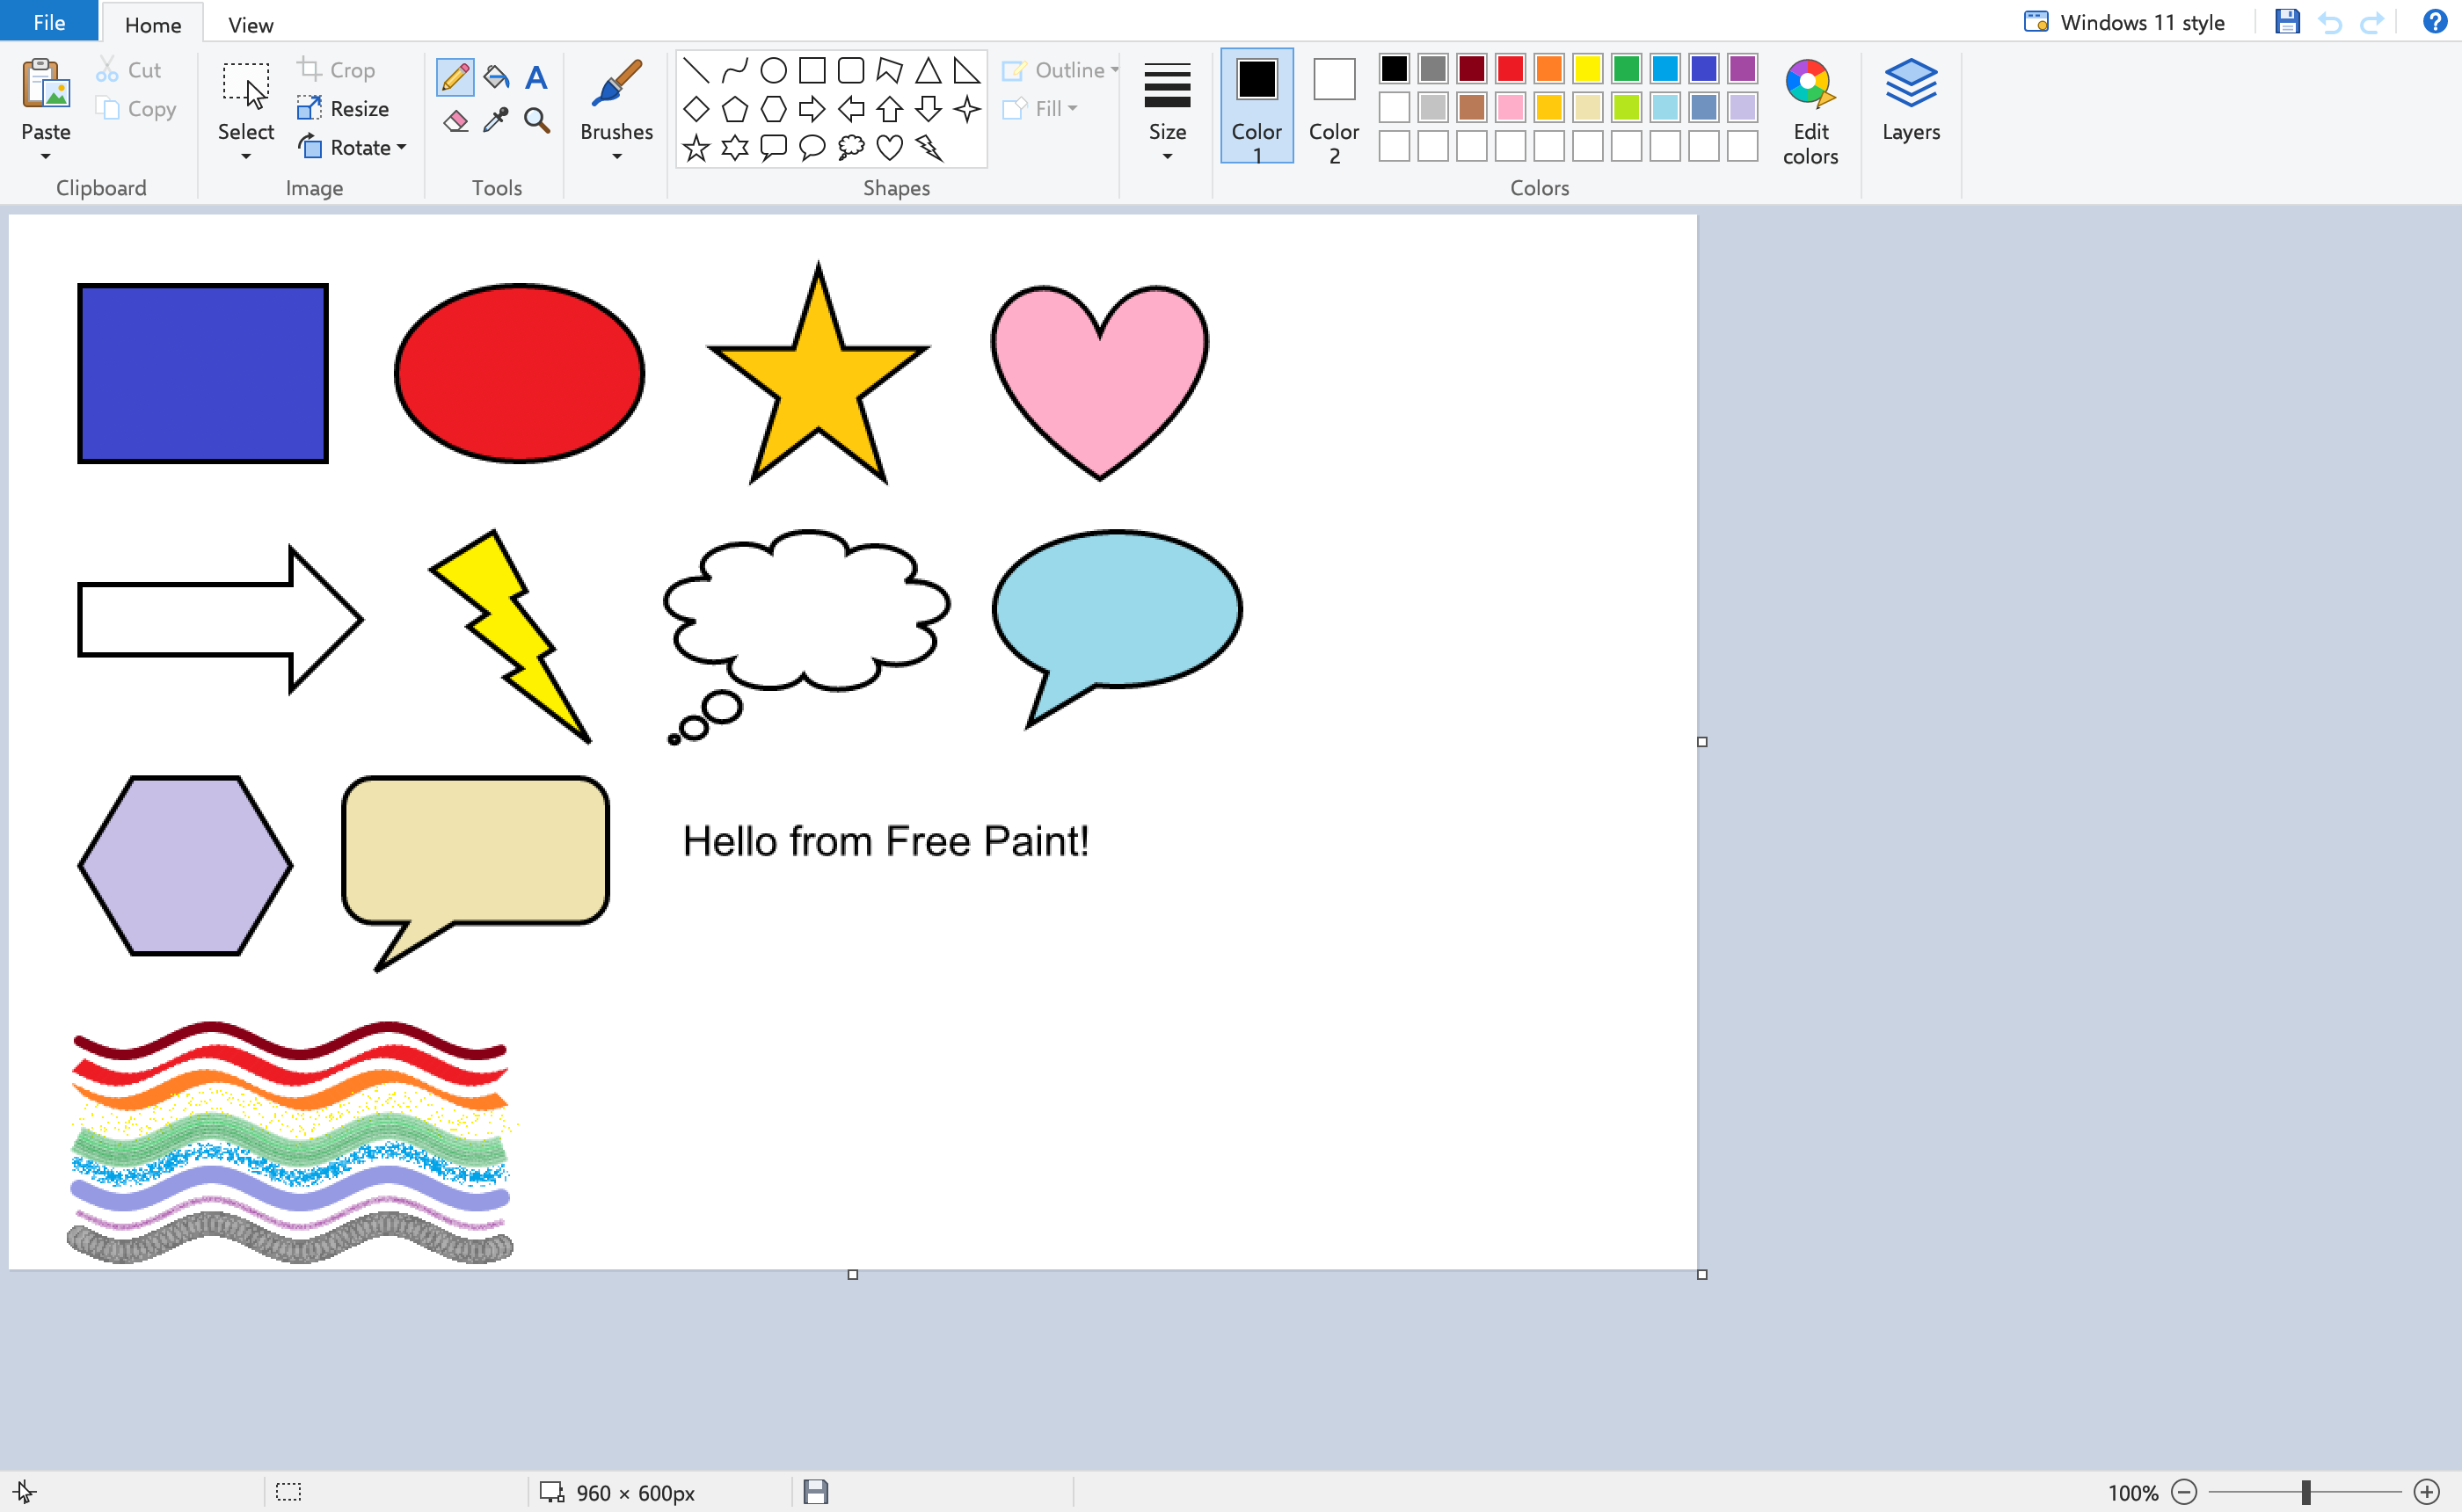 File Home View Windows 11 style
Paste Cut Copy Select Crop Resize Rotate Brushes Outline Fill Size Color 1 Color 2 Edit colors Layers
Clipboard Image Tools Shapes Colors
Hello from Free Paint!
960 × 600px 100%